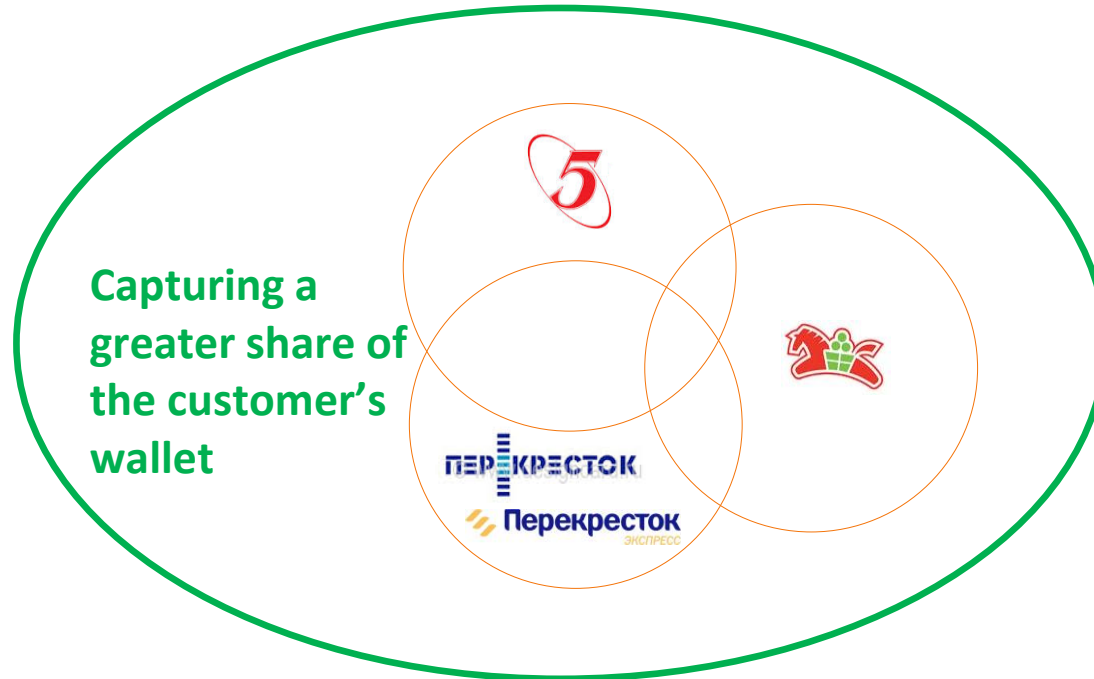 5
Capturing a
greater share of
the customer’s
wallet
ПЕРЕКРЕСТОК
Перекресток
ЭКСПРЕСС